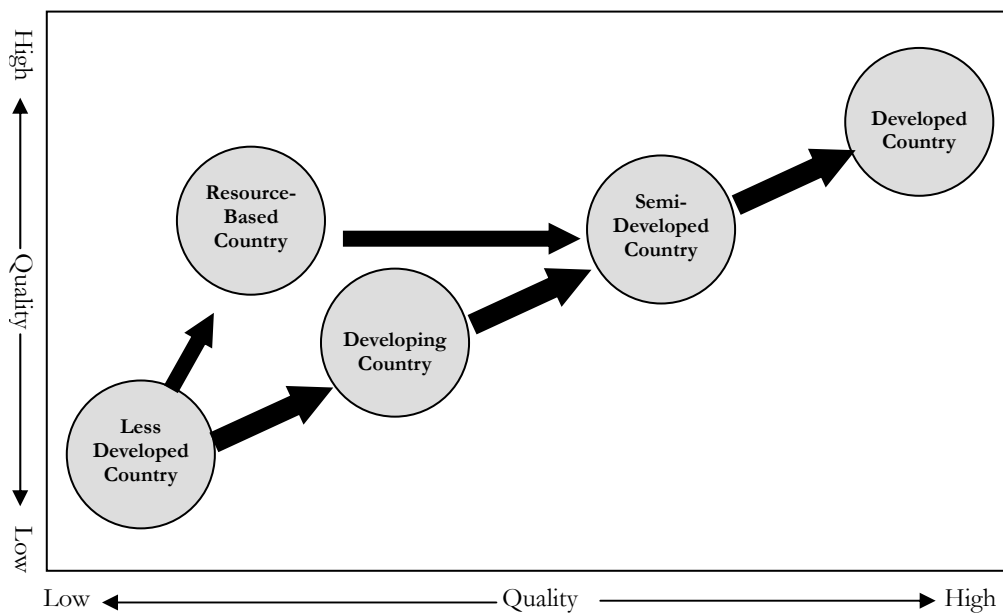 High
Quality
Low
Developed
Country
Resource-
Based
Country
Semi-
Developed
Country
Developing
Country
Less
Developed
Country
Low
Quality
High